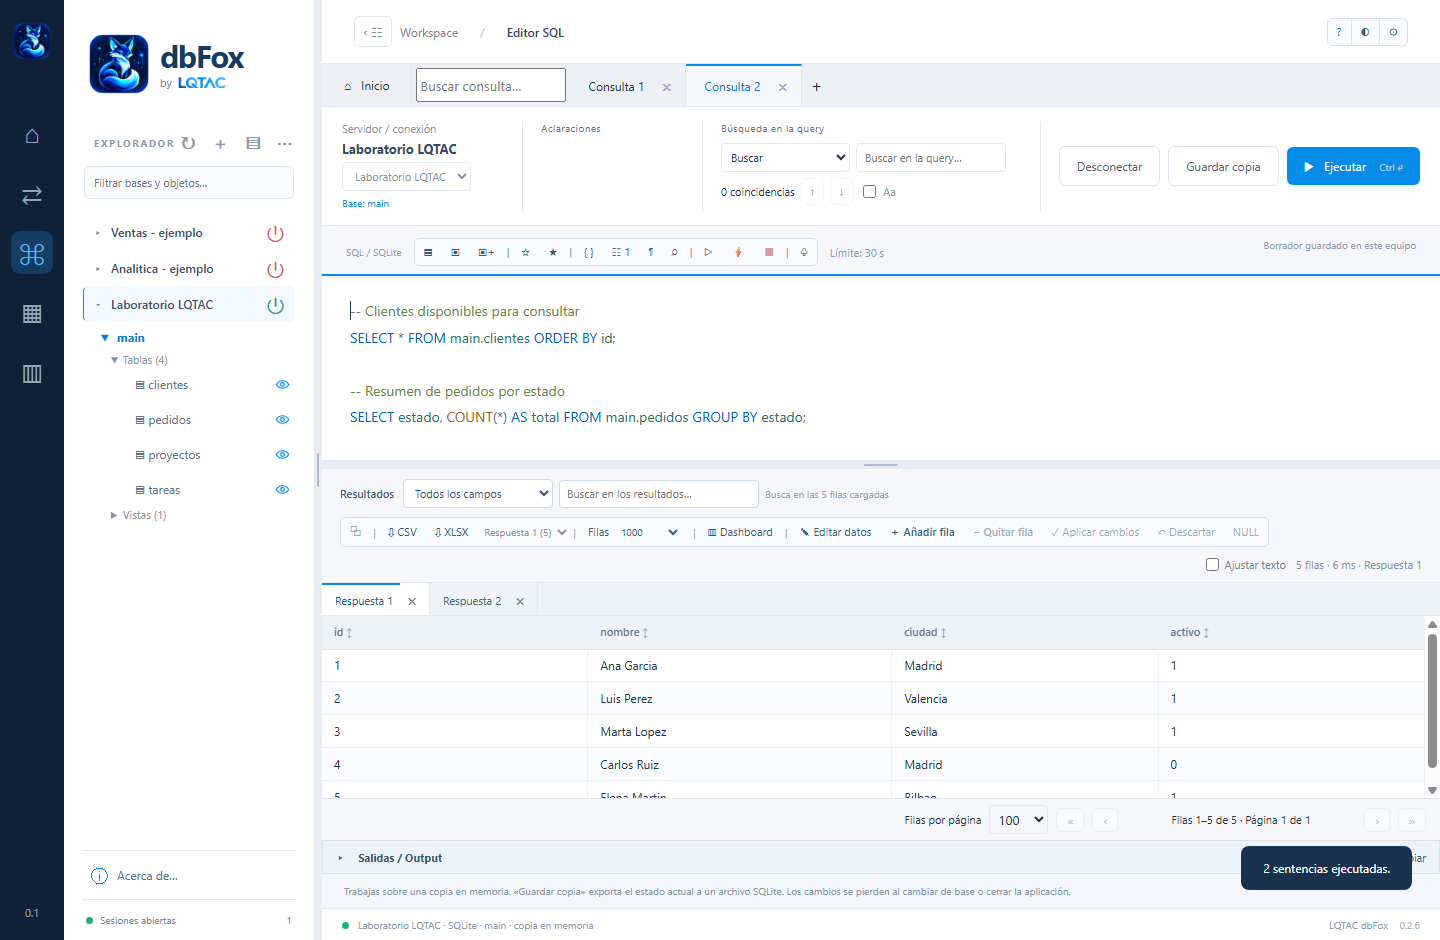 dbFox
by LQTAC
EXPLORADOR
Filtrar bases y objetos...
Ventas - ejemplo
Analítica - ejemplo
Laboratorio LQTAC
main
Tablas (4)
clientes
pedidos
proyectos
tareas
Vistas (1)
Acerca de...
Sesiones abiertas 1
0.1
Workspace / Editor SQL
?
Inicio
Buscar consulta...
Consulta 1 ×
Consulta 2 ×
+
Servidor / conexión
Laboratorio LQTAC
Laboratorio LQTAC
Base: main
Aclaraciones
Búsqueda en la query
Buscar
Buscar en la query...
0 coincidencias ↑ ↓ Aa
Desconectar
Guardar copia
Ejecutar Ctrl ↵
SQL / SQLite
{ } 1 ¶
Límite: 30 s
Borrador guardado en este equipo
-- Clientes disponibles para consultar
SELECT * FROM main.clientes ORDER BY id;
-- Resumen de pedidos por estado
SELECT estado, COUNT(*) AS total FROM main.pedidos GROUP BY estado;
Resultados
Todos los campos
Buscar en los resultados...
Busca en las 5 filas cargadas
| ⇩ CSV ⇩ XLSX Respuesta 1 (5) | Filas 1000 | Dashboard | Editar datos + Añadir fila − Quitar fila ✓ Aplicar cambios ↶ Descartar NULL
Ajustar texto 5 filas · 6 ms · Respuesta 1
Respuesta 1 ×
Respuesta 2 ×
id ↕ nombre ↕ ciudad ↕ activo ↕
1 Ana Garcia Madrid 1
2 Luis Perez Valencia 1
3 Marta Lopez Sevilla 1
4 Carlos Ruiz Madrid 0
5 Elena Martin Bilbao 1
Filas por página 100 « ‹ Filas 1–5 de 5 · Página 1 de 1 › »
Salidas / Output
2 sentencias ejecutadas.
Trabajas sobre una copia en memoria. «Guardar copia» exporta el estado actual a un archivo SQLite. Los cambios se pierden al cambiar de base o cerrar la aplicación.
Laboratorio LQTAC · SQLite · main · copia en memoria
LQTAC dbFox 0.2.6